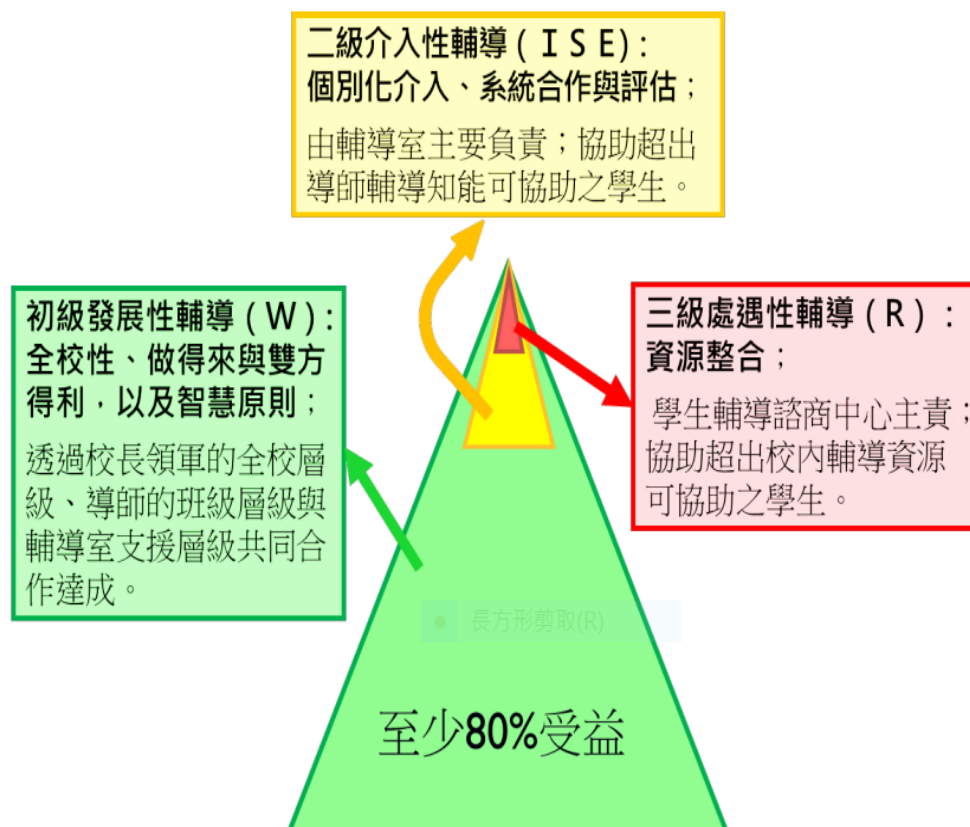 二級介入性輔導(ＩＳＥ)：
個別化介入、系統合作與評估；
由輔導室主要負責；協助超出
導師輔導知能可協助之學生。
初級發展性輔導(Ｗ)：
全校性、做得來與雙方
得利，以及智慧原則；
透過校長領軍的全校層
級、導師的班級層級與
輔導室支援層級共同合
作達成。
三級處遇性輔導(Ｒ)：
資源整合；
學生輔導諮商中心主責；
協助超出校內輔導資源
可協助之學生。
長方形剪取(R)
至少80%受益